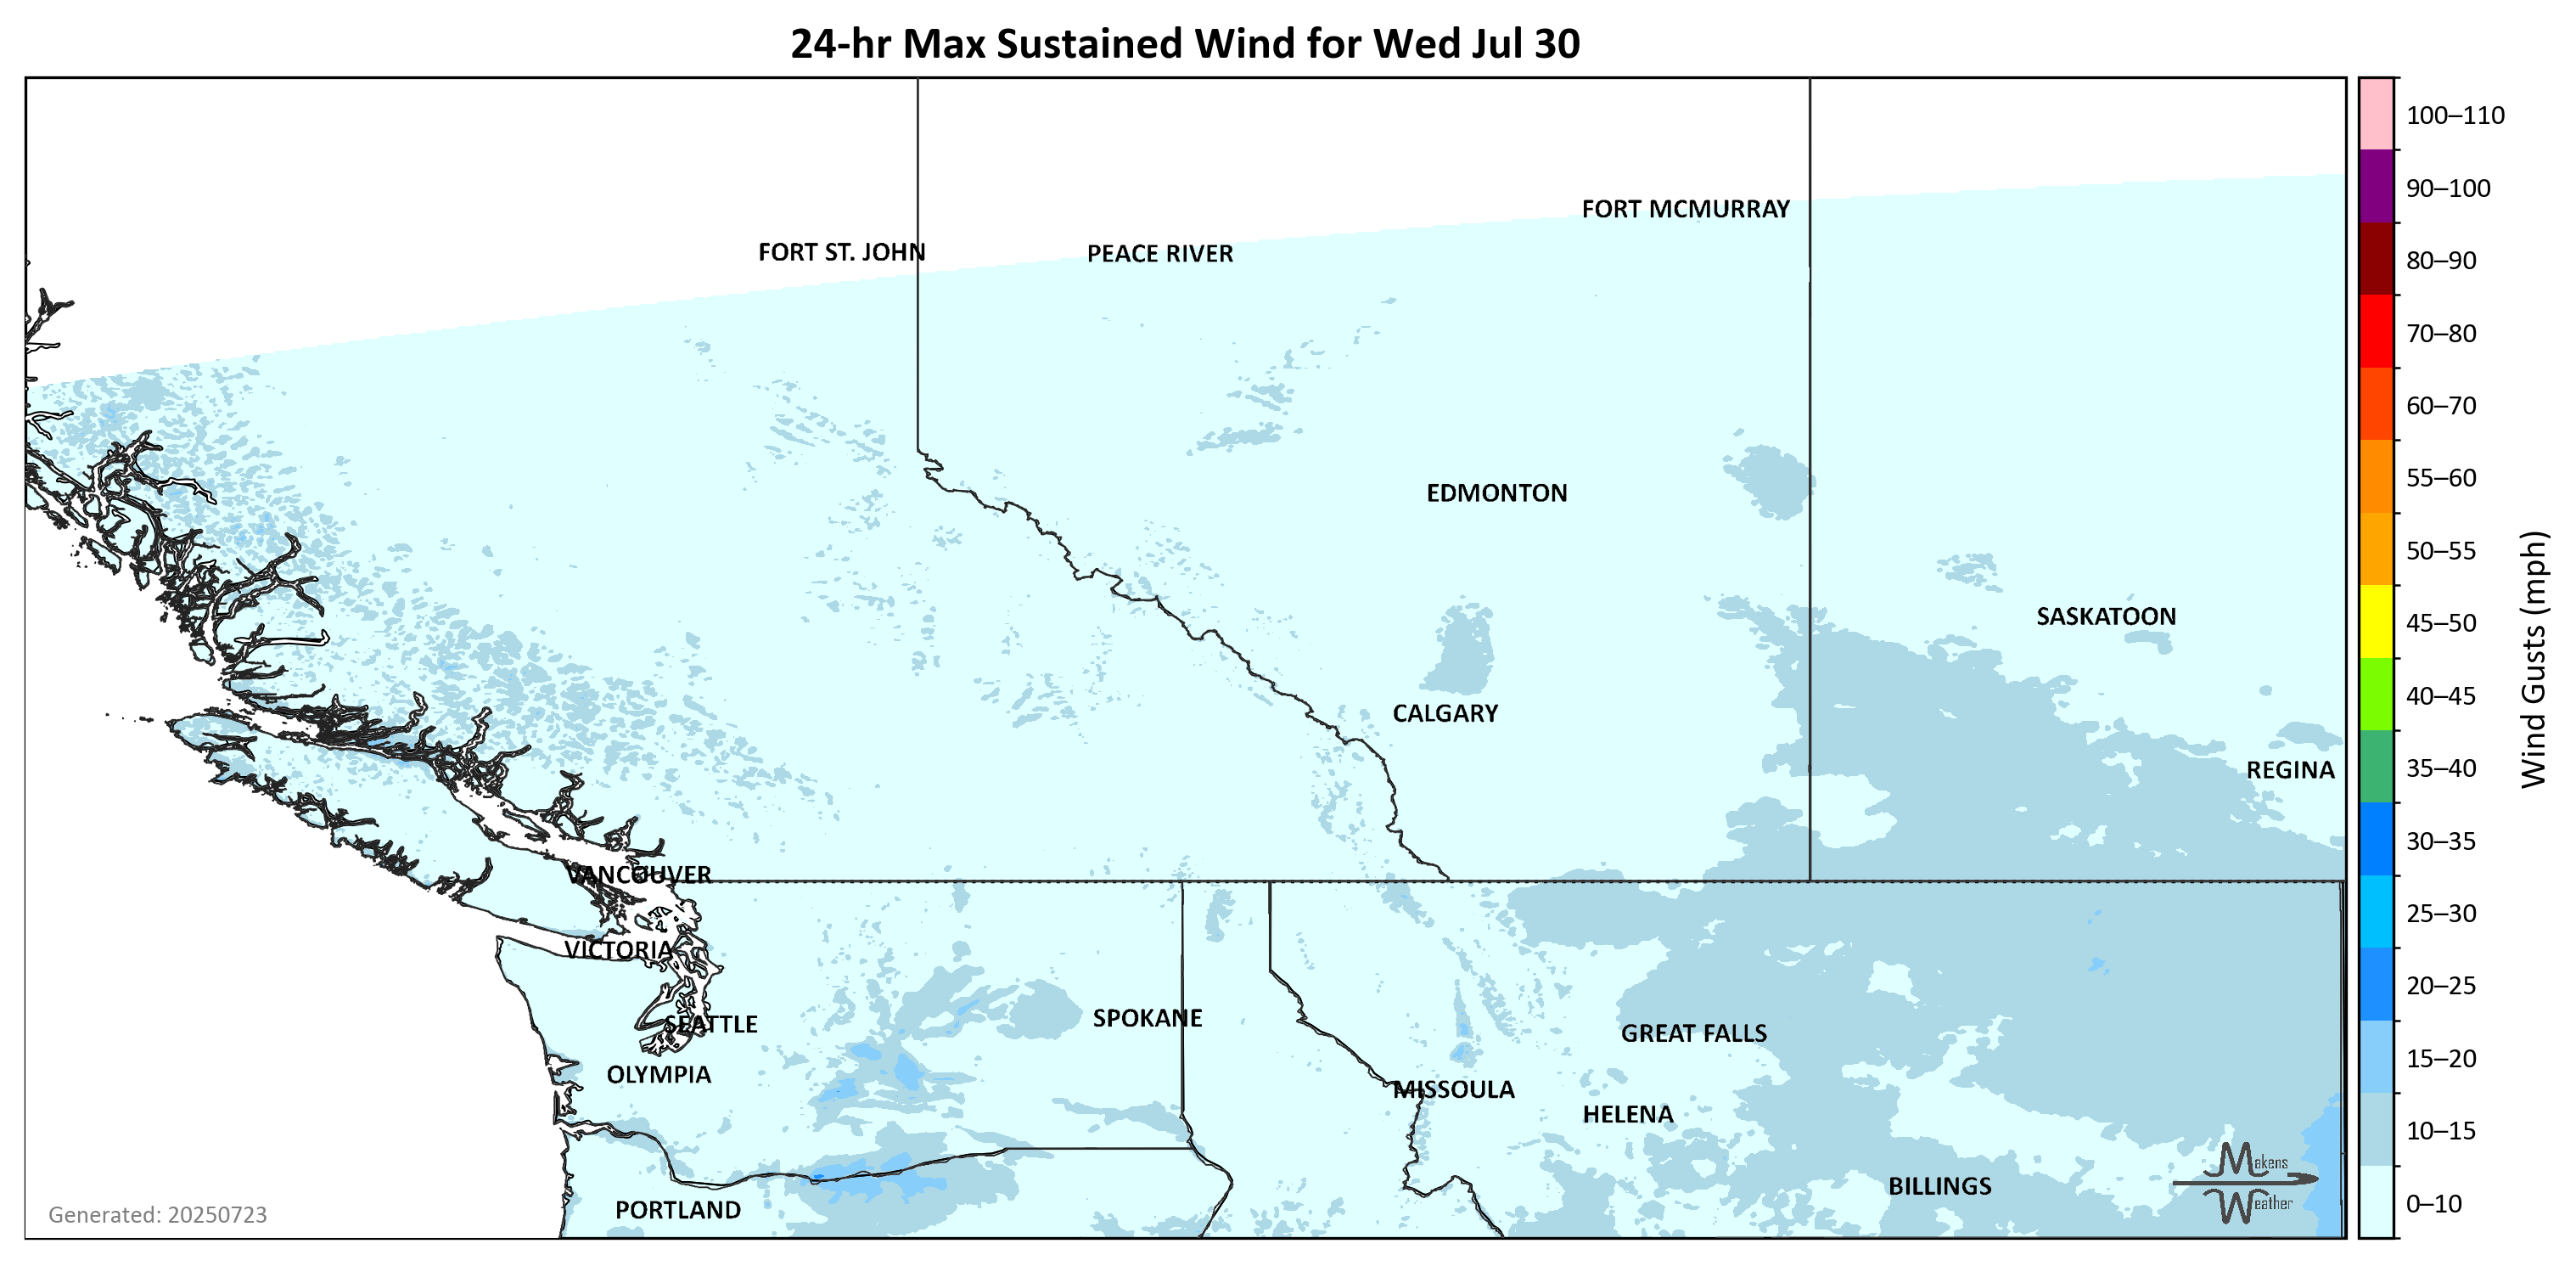 24-hr Max Sustained Wind for Wed Jul 30
100–110
90–100
80–90
70–80
60–70
55–60
50–55
45–50
40–45
35–40
30–35
25–30
20–25
15–20
10–15
0–10
Wind Gusts (mph)
FORT MCMURRAY
FORT ST. JOHN
PEACE RIVER
EDMONTON
SASKATOON
CALGARY
REGINA
VANCOUVER
VICTORIA
SEATTLE
SPOKANE
GREAT FALLS
OLYMPIA
MISSOULA
HELENA
BILLINGS
PORTLAND
Makens
Weather
Generated: 20250723